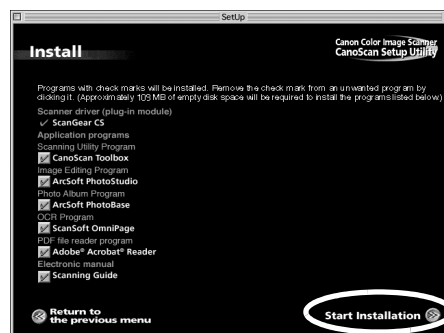 SetUp
Install
Canon Color Image Scanner
CanoScan Setup Utility
Programs with check marks will be installed. Remove the check mark from an unwanted program by
clicking it. (Approximately 109 MB of empty disk space will be required to install the programs listed below)
Scanner driver (plug-in module)
ScanGear CS
Application programs
Scanning Utility Program
CanoScan Toolbox
Image Editing Program
ArcSoft PhotoStudio
Photo Album Program
ArcSoft PhotoBase
OCR Program
ScanSoft OmniPage
PDF file reader program
Adobe® Acrobat® Reader
Electronic manual
Scanning Guide
Return to
the previous menu
Start Installation